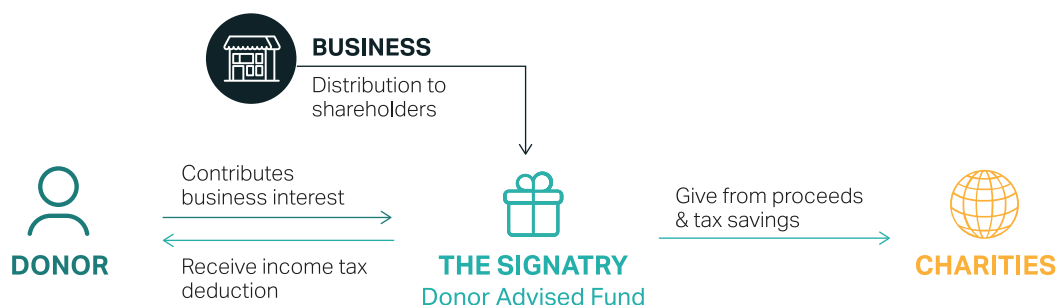 BUSINESS
Distribution to
shareholders
Contributes
business interest
Receive income tax
deduction
DONOR
THE SIGNATRY
Donor Advised Fund
Give from proceeds
& tax savings
CHARITIES